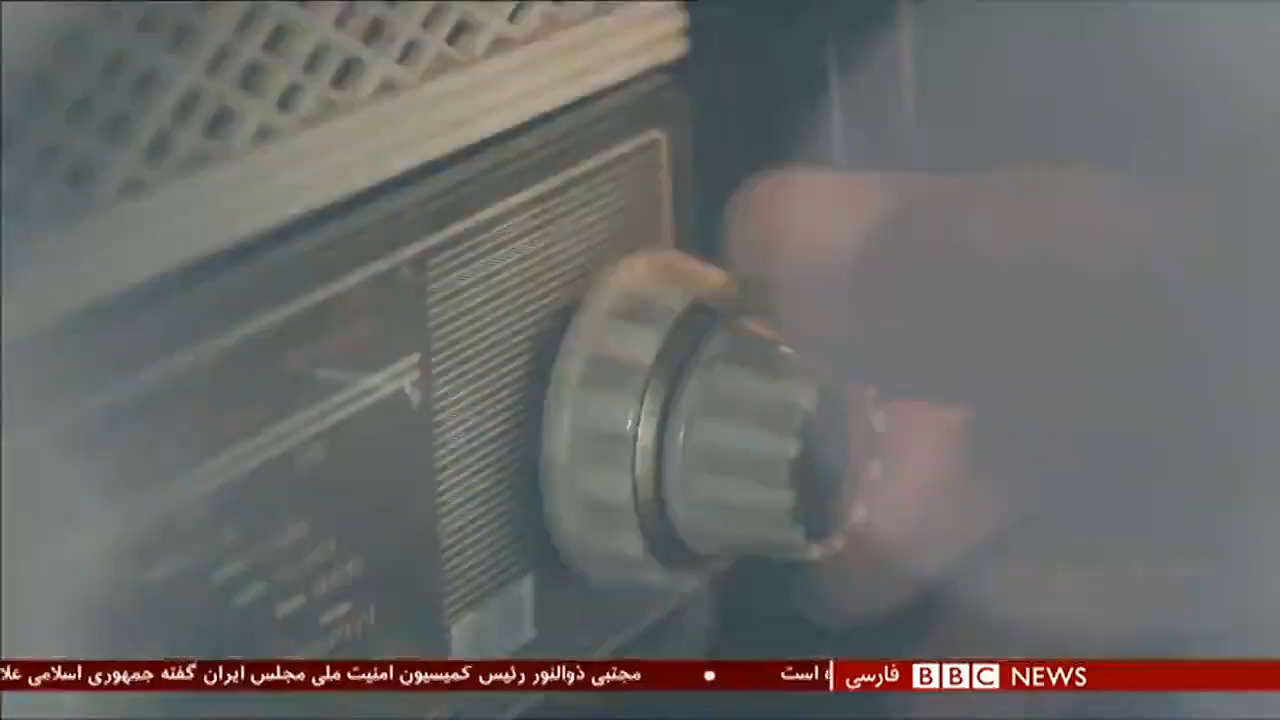 مجتبی ذوالنور رئیس کمیسیون امنیت ملی مجلس ایران گفته جمهوری اسلامی • است
فارسی BBC NEWS